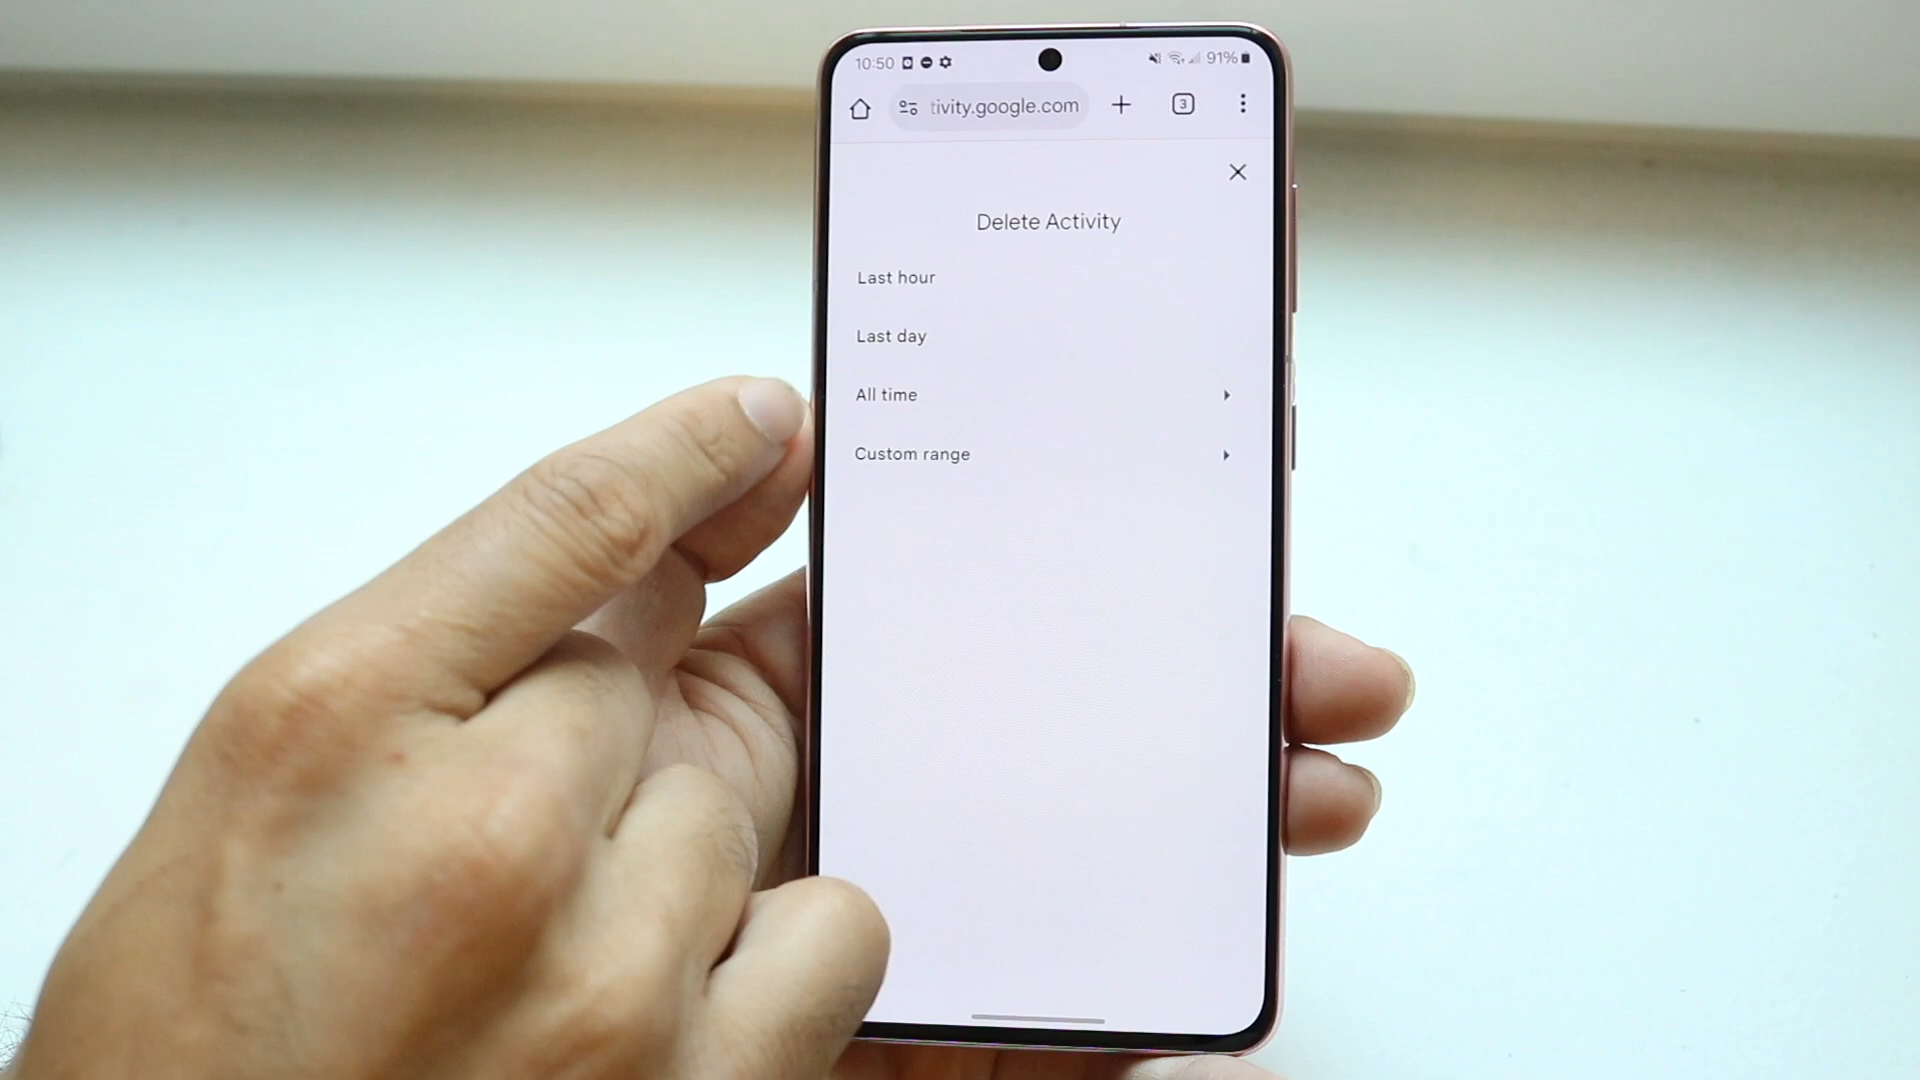 10:50
91%
tivity.google.com
3
Delete Activity
Last hour
Last day
All time
Custom range